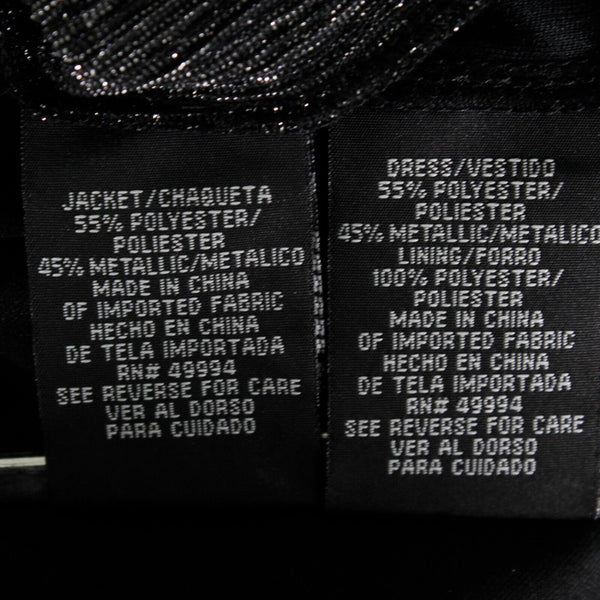 JACKET/CHAQUETA
55% POLYESTER/
POLIESTER
45% METALLIC/METALICO
MADE IN CHINA
OF IMPORTED FABRIC
HECHO EN CHINA
DE TELA IMPORTADA
RN# 49994
SEE REVERSE FOR CARE
VER AL DORSO
PARA CUIDADO
DRESS/VESTIDO
55% POLYESTER/
POLIESTER
45% METALLIC/METALICO
LINING/FORRO
100% POLYESTER/
POLIESTER
MADE IN CHINA
OF IMPORTED FABRIC
HECHO EN CHINA
DE TELA IMPORTADA
RN# 49994
SEE REVERSE FOR CARE
VER AL DORSO
PARA CUIDADO